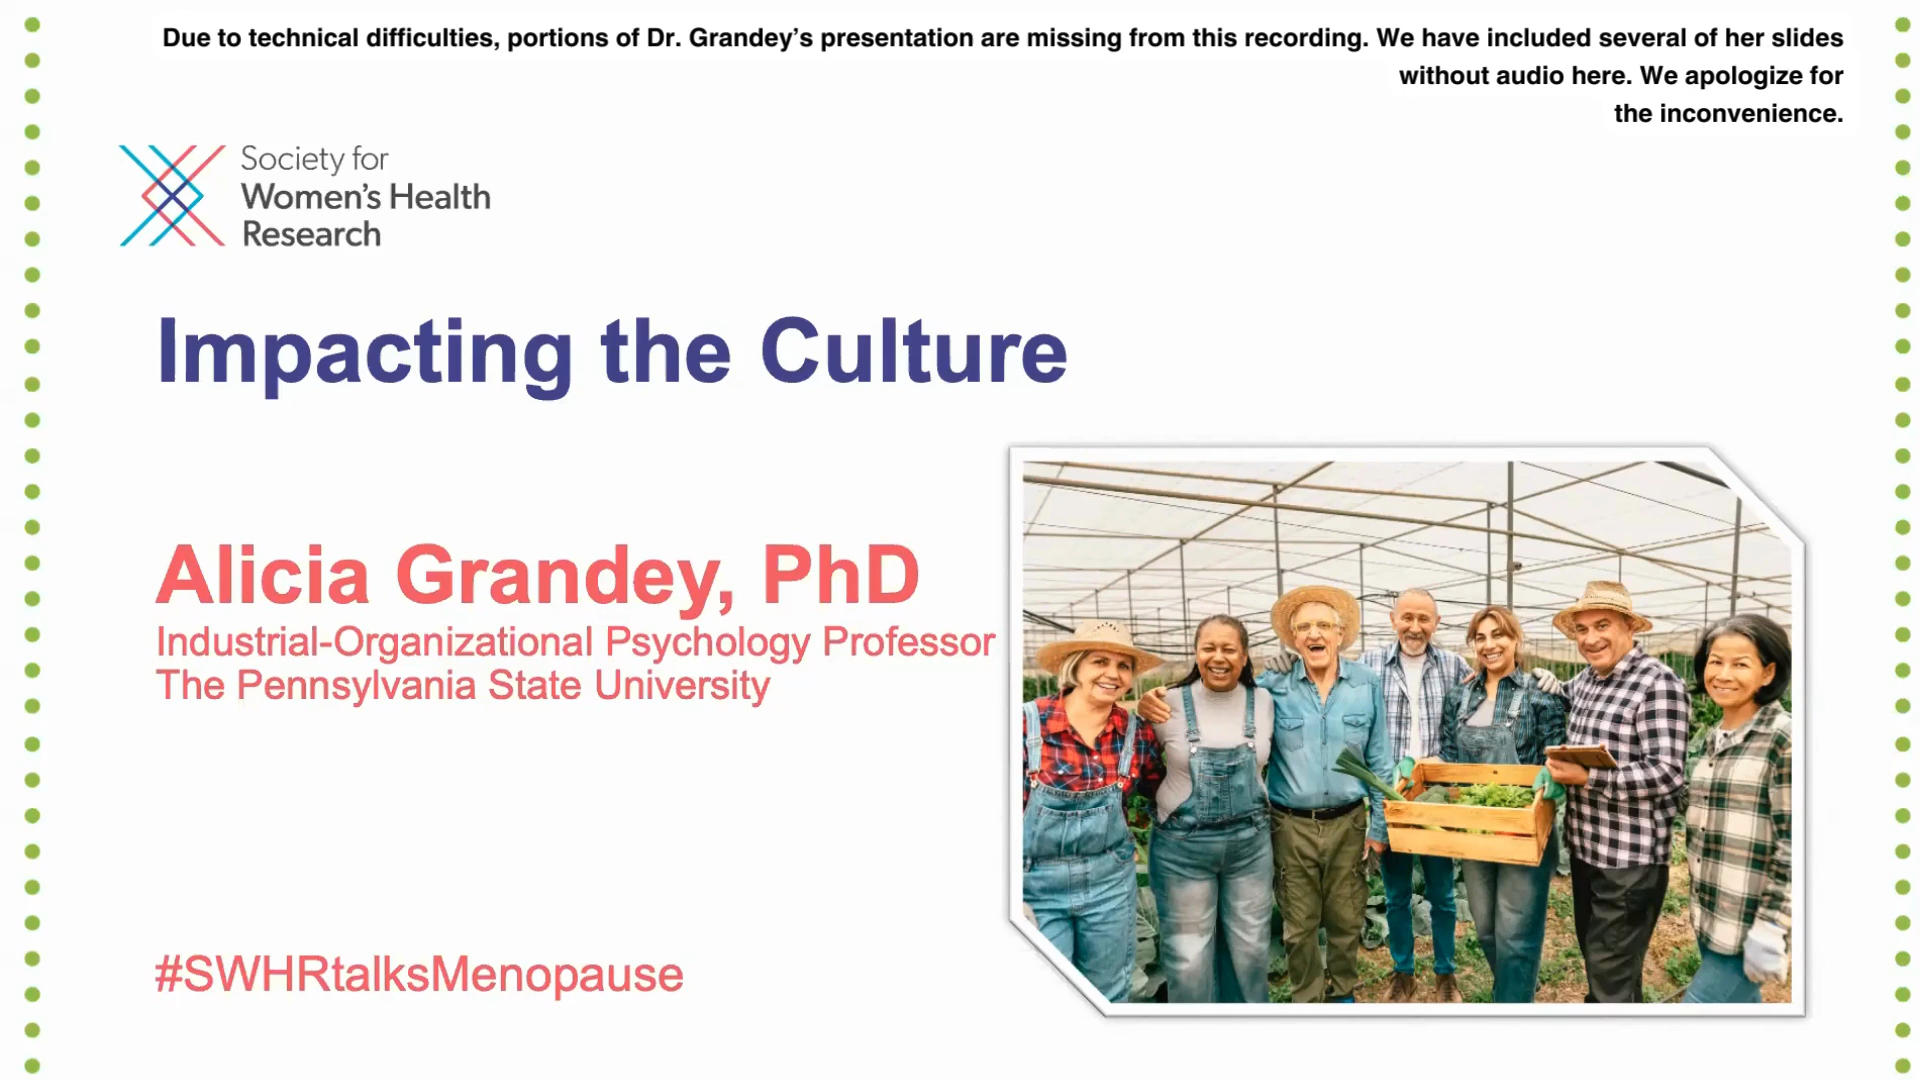 Due to technical difficulties, portions of Dr. Grandey’s presentation are missing from this recording. We have included several of her slides
without audio here. We apologize for
the inconvenience.
Society for
Women’s Health
Research
Impacting the Culture
Alicia Grandey, PhD
Industrial-Organizational Psychology Professor
The Pennsylvania State University
#SWHRtalksMenopause